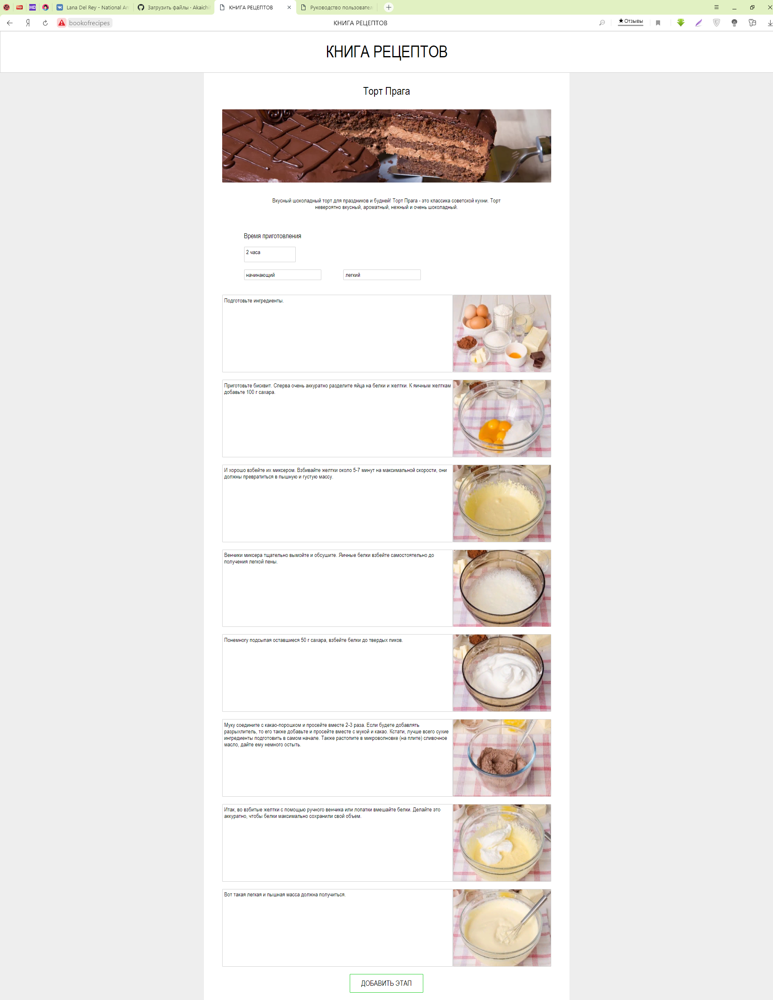 HD
HD
Lana Del Rey - National An
Загрузить файлы · Akaichi
КНИГА РЕЦЕПТОВ
Руководство пользовател
Я
bookofrecipes
КНИГА РЕЦЕПТОВ
★ Отзывы
КНИГА РЕЦЕПТОВ
Торт Прага
Вкусный шоколадный торт для праздников и будней! Торт Прага - это классика советской кухни. Торт
невероятно вкусный, ароматный, нежный и очень шоколадный.
Время приготовления
2 часа
начинающий
легкий
Подготовьте ингредиенты.
Приготовьте бисквит. Сперва очень аккуратно разделите яйца на белки и желтки. К яичным желткам
добавьте 100 г сахара.
И хорошо взбейте их миксером. Взбивайте желтки около 5-7 минут на максимальной скорости, они
должны превратиться в пышную и густую массу.
Венчики миксера тщательно вымойте и обсушите. Яичные белки взбейте самостоятельно до
получения легкой пены.
Понемногу подсыпая оставшиеся 50 г сахара, взбейте белки до твердых пиков.
Муку соедините с какао-порошком и просейте вместе 2-3 раза. Если будете добавлять
разрыхлитель, то его также добавьте и просейте вместе с мукой и какао. Кстати, лучше всего сухие
ингредиенты подготовить в самом начале. Также растопите в микроволновке (на плите) сливочное
масло, дайте ему немного остыть.
Итак, во взбитые желтки с помощью ручного венчика или лопатки вмешайте белки. Делайте это
аккуратно, чтобы белки максимально сохранили свой объем.
Вот такая легкая и пышная масса должна получиться.
ДОБАВИТЬ ЭТАП